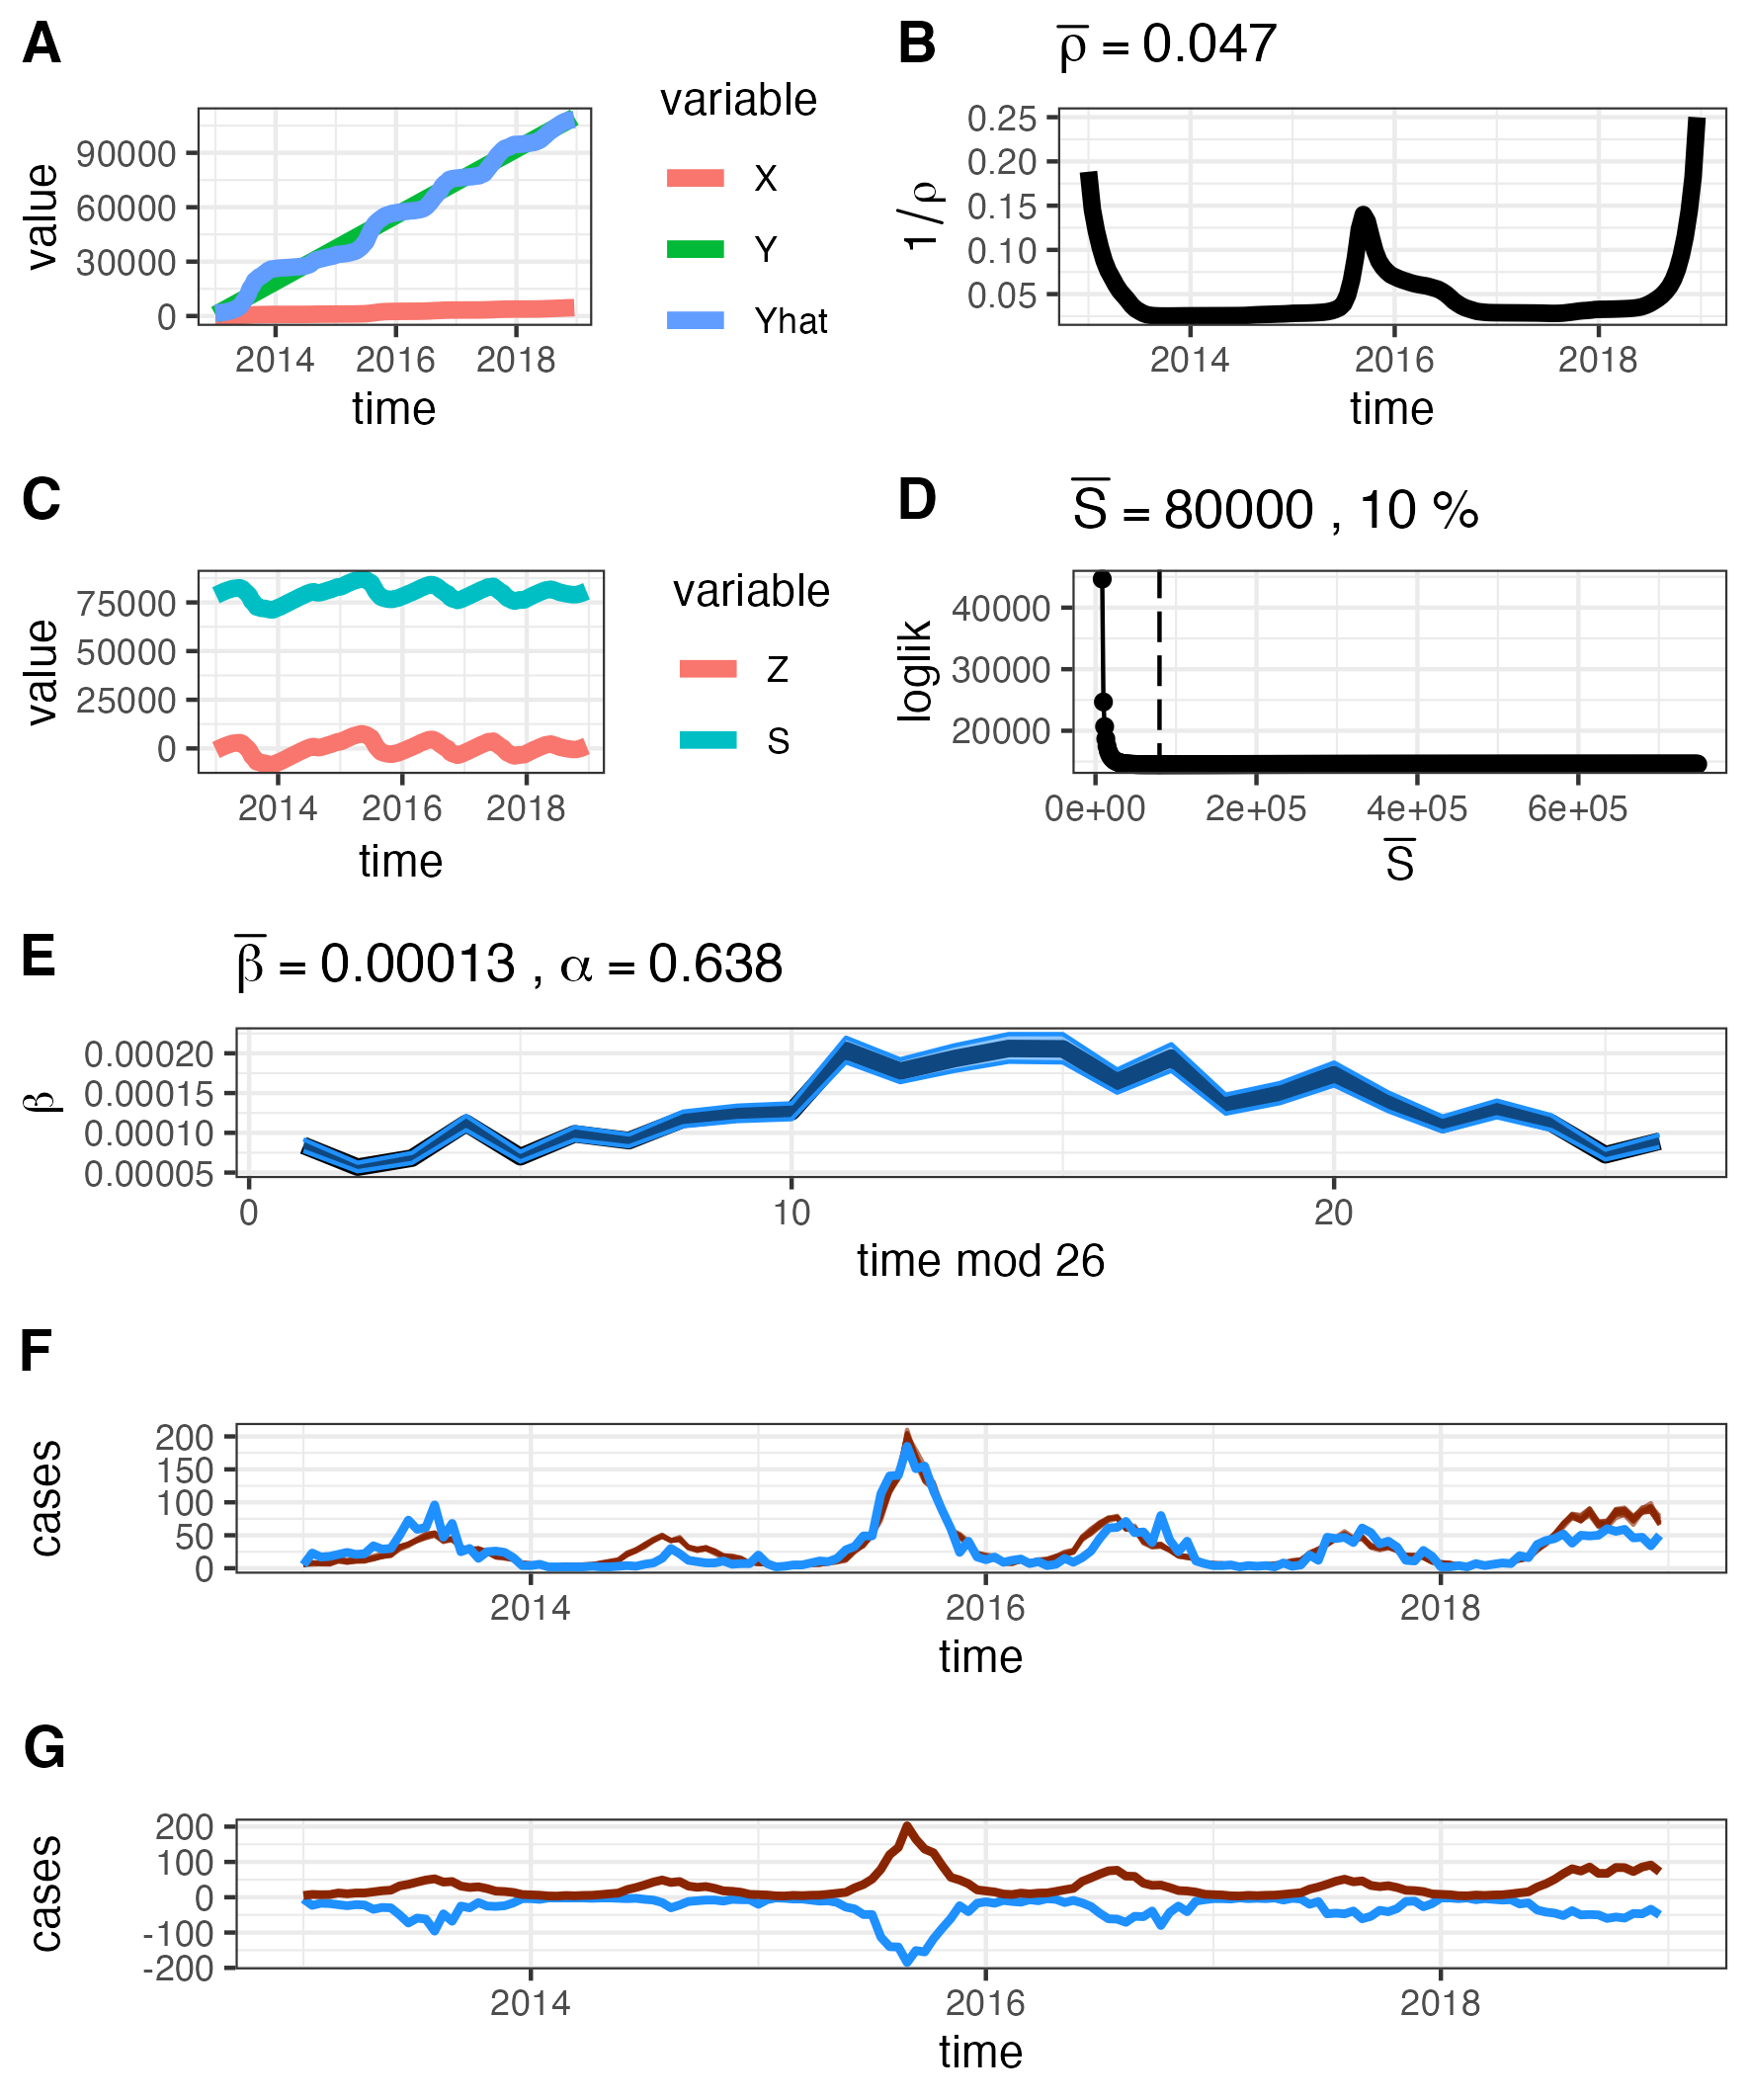 A
variable
value
90000
60000
30000
0
X
Y
Yhat
2014 2016 2018
time
B
ρ̅ = 0.047
1/ρ
0.25
0.20
0.15
0.10
0.05
2014 2016 2018
time
C
variable
value
75000
50000
25000
0
Z
S
2014 2016 2018
time
D
S̅ = 80000 , 10 %
loglik
40000
30000
20000
0e+00 2e+05 4e+05 6e+05
S̅
E
β̅ = 0.00013 , α = 0.638
β
0.00020
0.00015
0.00010
0.00005
0 10 20
time mod 26
F
cases
200
150
100
50
0
2014 2016 2018
time
G
cases
200
100
0
-100
-200
2014 2016 2018
time